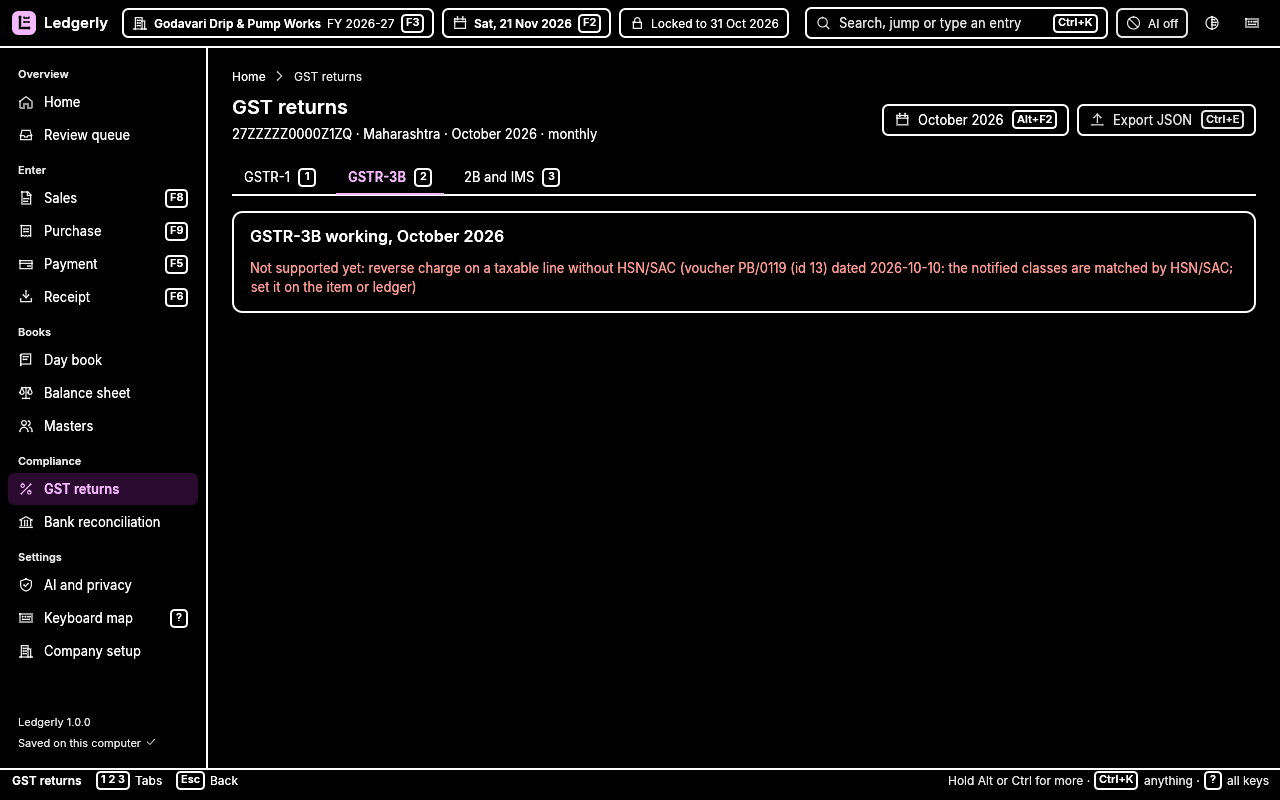 Ledgerly
Godavari Drip & Pump Works FY 2026-27 F3
Sat, 21 Nov 2026 F2
Locked to 31 Oct 2026
Search, jump or type an entry Ctrl+K
AI off
Overview
Home
Review queue
Enter
Sales F8
Purchase F9
Payment F5
Receipt F6
Books
Day book
Balance sheet
Masters
Compliance
GST returns
Bank reconciliation
Settings
AI and privacy
Keyboard map ?
Company setup
Ledgerly 1.0.0
Saved on this computer
Home GST returns
GST returns
27ZZZZZ0000Z1ZQ · Maharashtra · October 2026 · monthly
October 2026 Alt+F2
Export JSON Ctrl+E
GSTR-1 1
GSTR-3B 2
2B and IMS 3
GSTR-3B working, October 2026
Not supported yet: reverse charge on a taxable line without HSN/SAC (voucher PB/0119 (id 13) dated 2026-10-10: the notified classes are matched by HSN/SAC;
set it on the item or ledger)
GST returns 1 2 3 Tabs Esc Back
Hold Alt or Ctrl for more · Ctrl+K anything · ? all keys